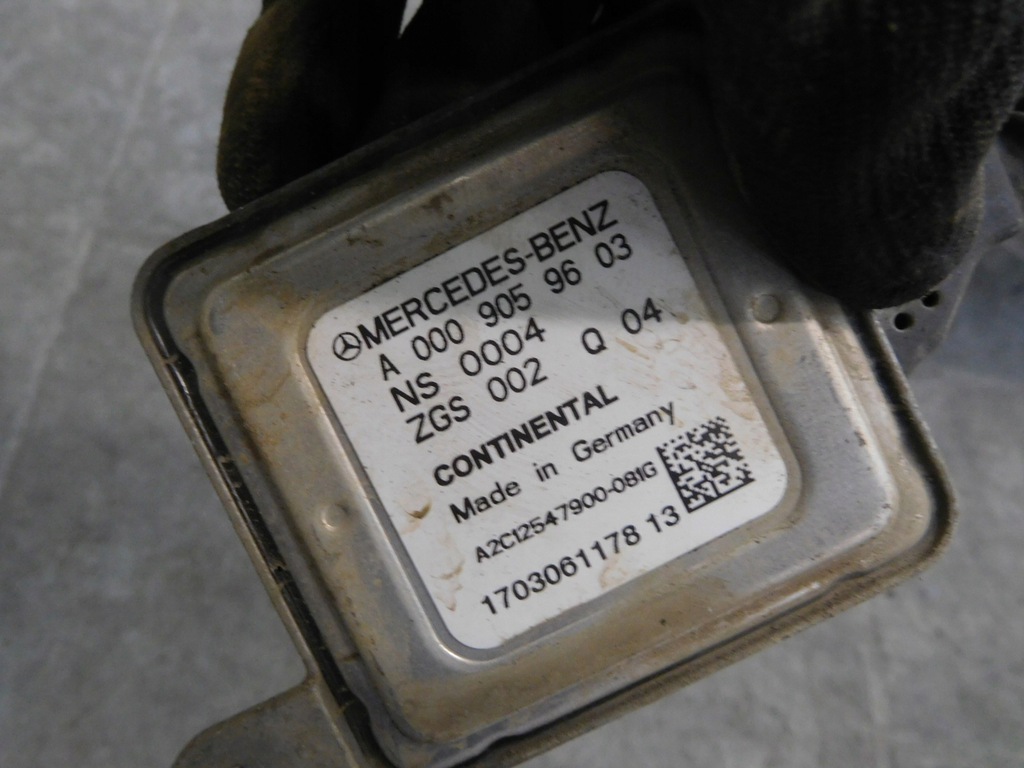 MERCEDES-BENZ
A 000 905 96 03
NS 0004
ZGS 002 Q 04
CONTINENTAL
Made in Germany
A2C12547900-081G
1703061178 13